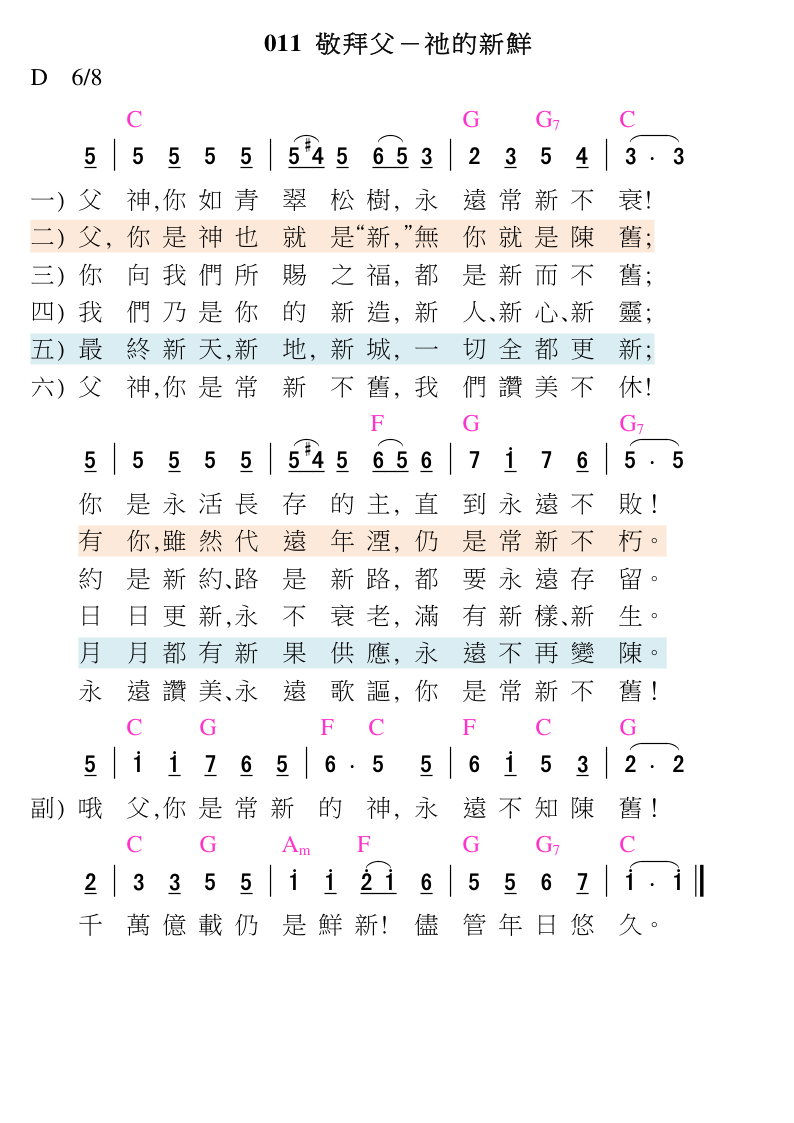 011 敬拜父－祂的新鮮
D 6/8
C G G7 C
5 | 5 5 5 5 | 5 #4 5 6 5 3 | 2 3 5 4 | 3 · 3
一) 父 神,你 如 青 翠 松 樹, 永 遠 常 新 不 衰!
二) 父, 你 是 神 也 就 是“新,”無 你 就 是 陳 舊;
三) 你 向 我 們 所 賜 之 福, 都 是 新 而 不 舊;
四) 我 們 乃 是 你 的 新 造, 新 人、新 心、新 靈;
五) 最 終 新 天,新 地, 新 城, 一 切 全 都 更 新;
六) 父 神,你 是 常 新 不 舊, 我 們 讚 美 不 休!
F G G7
5 | 5 5 5 5 | 5 #4 5 6 5 6 | 7 i 7 6 | 5 · 5
你 是 永 活 長 存 的 主, 直 到 永 遠 不 敗!
有 你,雖 然 代 遠 年 湮, 仍 是 常 新 不 朽。
約 是 新 約、路 是 新 路, 都 要 永 遠 存 留。
日 日 更 新,永 不 衰 老, 滿 有 新 樣、新 生。
月 月 都 有 新 果 供 應, 永 遠 不 再 變 陳。
永 遠 讚 美、永 遠 歌 謳, 你 是 常 新 不 舊!
C G F C F C G
5 | i i 7 6 5 | 6 · 5 5 | 6 i 5 3 | 2 · 2
副) 哦 父,你 是 常 新 的 神, 永 遠 不 知 陳 舊!
C G Am F G G7 C
2 | 3 3 5 5 | i i 2 i 6 | 5 5 6 7 | i · i
千 萬 億 載 仍 是 鮮 新! 儘 管 年 日 悠 久。